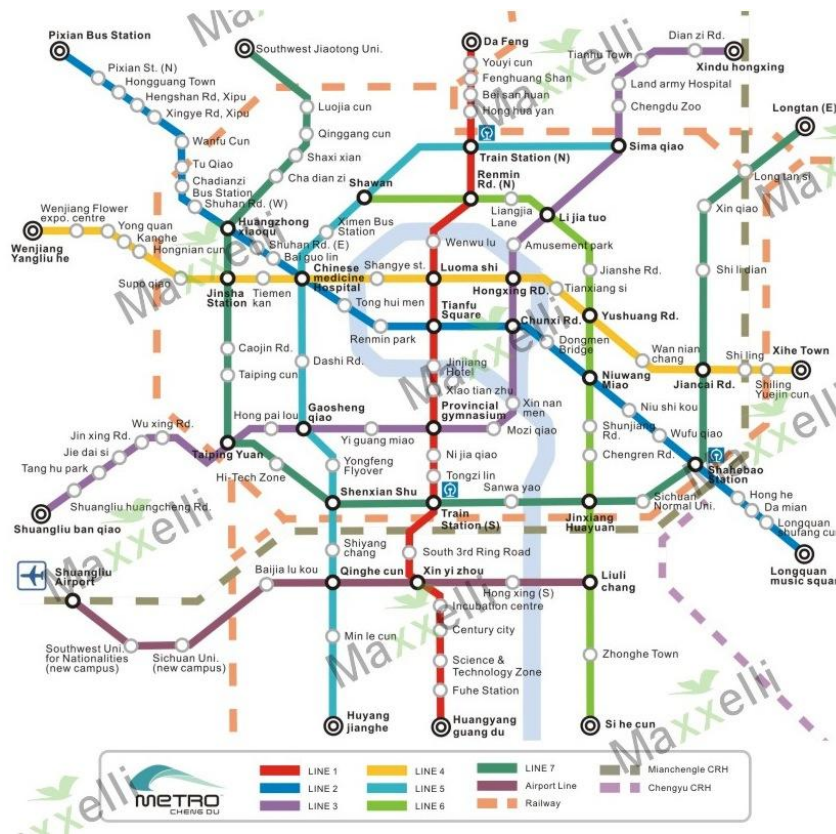 Maxxelli
Pixian Bus Station
Southwest Jiaotong Uni.
Da Feng
Dian zi Rd.
Youyi cun
Tianhu Town
Xindu hongxing
Pixian St. (N)
Fenghuang Shan
Hongguang Town
Land army Hospital
Hengshan Rd, Xipu
Bei san huan
Longtan (E)
Xingye Rd, Xipu
Luojia cun
Hong hua yan
Chengdu Zoo
Qinggang cun
Wanfu Cun
Train Station (N)
Sima qiao
Shaxi xian
Tu Qiao
Renmin
Rd. (N)
Long tan si
Cha dian zi
Chadianzi
Bus Station
Shawan
Shuhan Rd. (W)
Liangjia
Lane
Li jia tuo
Xin qiao
Wenjiang Flower
expo. centre
Yong quan
Kanghe
Huangzhong
xiaoqu
Ximen Bus
Station
Wenwu lu
Amusement park
Wenjiang
Yangliu he
Hongnian cun
Shuhan Rd. (E)
Bai guo lin
Supo qiao
Jinsha
Station
Tiemen
kan
Chinese
medicine
Hospital
Shangye st.
Luoma shi
Hongxing RD.
Jianshe Rd.
Shi li dian
Tianxiang si
Tong hui men
Tianfu
Square
Chunxi Rd.
Yushuang Rd.
Renmin park
Dongmen
Bridge
Caojin Rd.
Wan nian
chang
Shi ling
Xihe Town
Taiping cun
Dashi Rd.
Jinjiang
Hotel
Niuwang
Miao
Jiancai Rd.
Shiling
Yuejin cun
Xiao tian zhu
Xin nan
men
Niu shi kou
Hong pai lou
Gaosheng
qiao
Provincial
gymnasium
Mozi qiao
Shunjiang
Rd.
Wufu qiao
Wu xing Rd.
Jin xing Rd.
Yi guang miao
Jie dai si
Taiping Yuan
Ni jia qiao
Chengren Rd.
Tang hu park
Hi-Tech Zone
Yongfeng
Flyover
Tongzi lin
Shahebao
Station
Shuangliu huangcheng Rd.
Shenxian Shu
Train
Station (S)
Sanwa yao
Jinxiang
Huayuan
Sichuan
Normal Uni.
Hong he
Da mian
Shuangliu ban qiao
Longquan
shufang cun
Shiyang
chang
South 3rd Ring Road
Longquan
music squar
Shuangliu
Airport
Baijia lu kou
Qinghe cun
Xin yi zhou
Hong xing (S)
Liuli
chang
Incubation centre
Southwest Uni.
for Nationalities
(new campus)
Sichuan Uni.
(new campus)
Min le cun
Century city
Science &
Technology Zone
Zhonghe Town
Fuhe Station
Huyang
jianghe
Huangyang
guang du
Si he cun
METRO
CHENG DU
LINE 1
LINE 2
LINE 3
LINE 4
LINE 5
LINE 6
LINE 7
Airport Line
Railway
Mianchengle CRH
Chengyu CRH